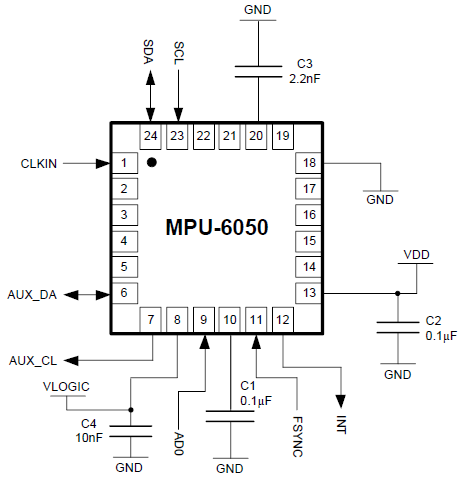 GND
SDA
SCL
C3
2.2nF
24
23
22
21
20
19
CLKIN
1
18
2
17
GND
3
16
MPU-6050
4
15
VDD
5
14
AUX_DA
6
13
C2
0.1μF
7
8
9
10
11
12
AUX_CL
GND
VLOGIC
C1
0.1μF
C4
10nF
AD0
FSYNC
INT
GND
GND